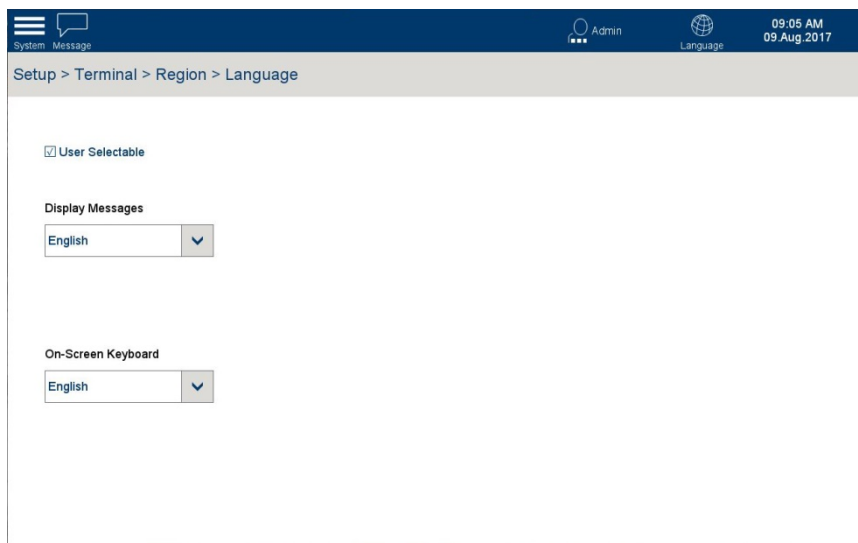 System Message
Admin
Language
09:05 AM
09.Aug.2017
Setup > Terminal > Region > Language
User Selectable
Display Messages
English
On-Screen Keyboard
English